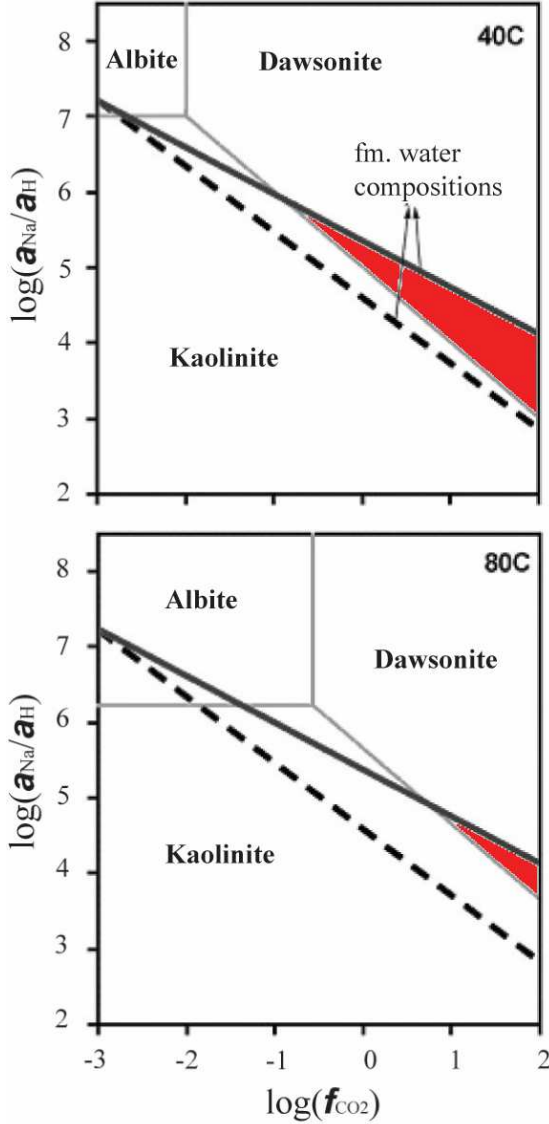 8
40C
Albite
Dawsonite
7
fm. water
compositions
6
log(aNa/aH)
5
4
Kaolinite
3
2
8
80C
Albite
7
Dawsonite
6
log(aNa/aH)
5
4
Kaolinite
3
2
-3 -2 -1 0 1 2
log(fCO2)